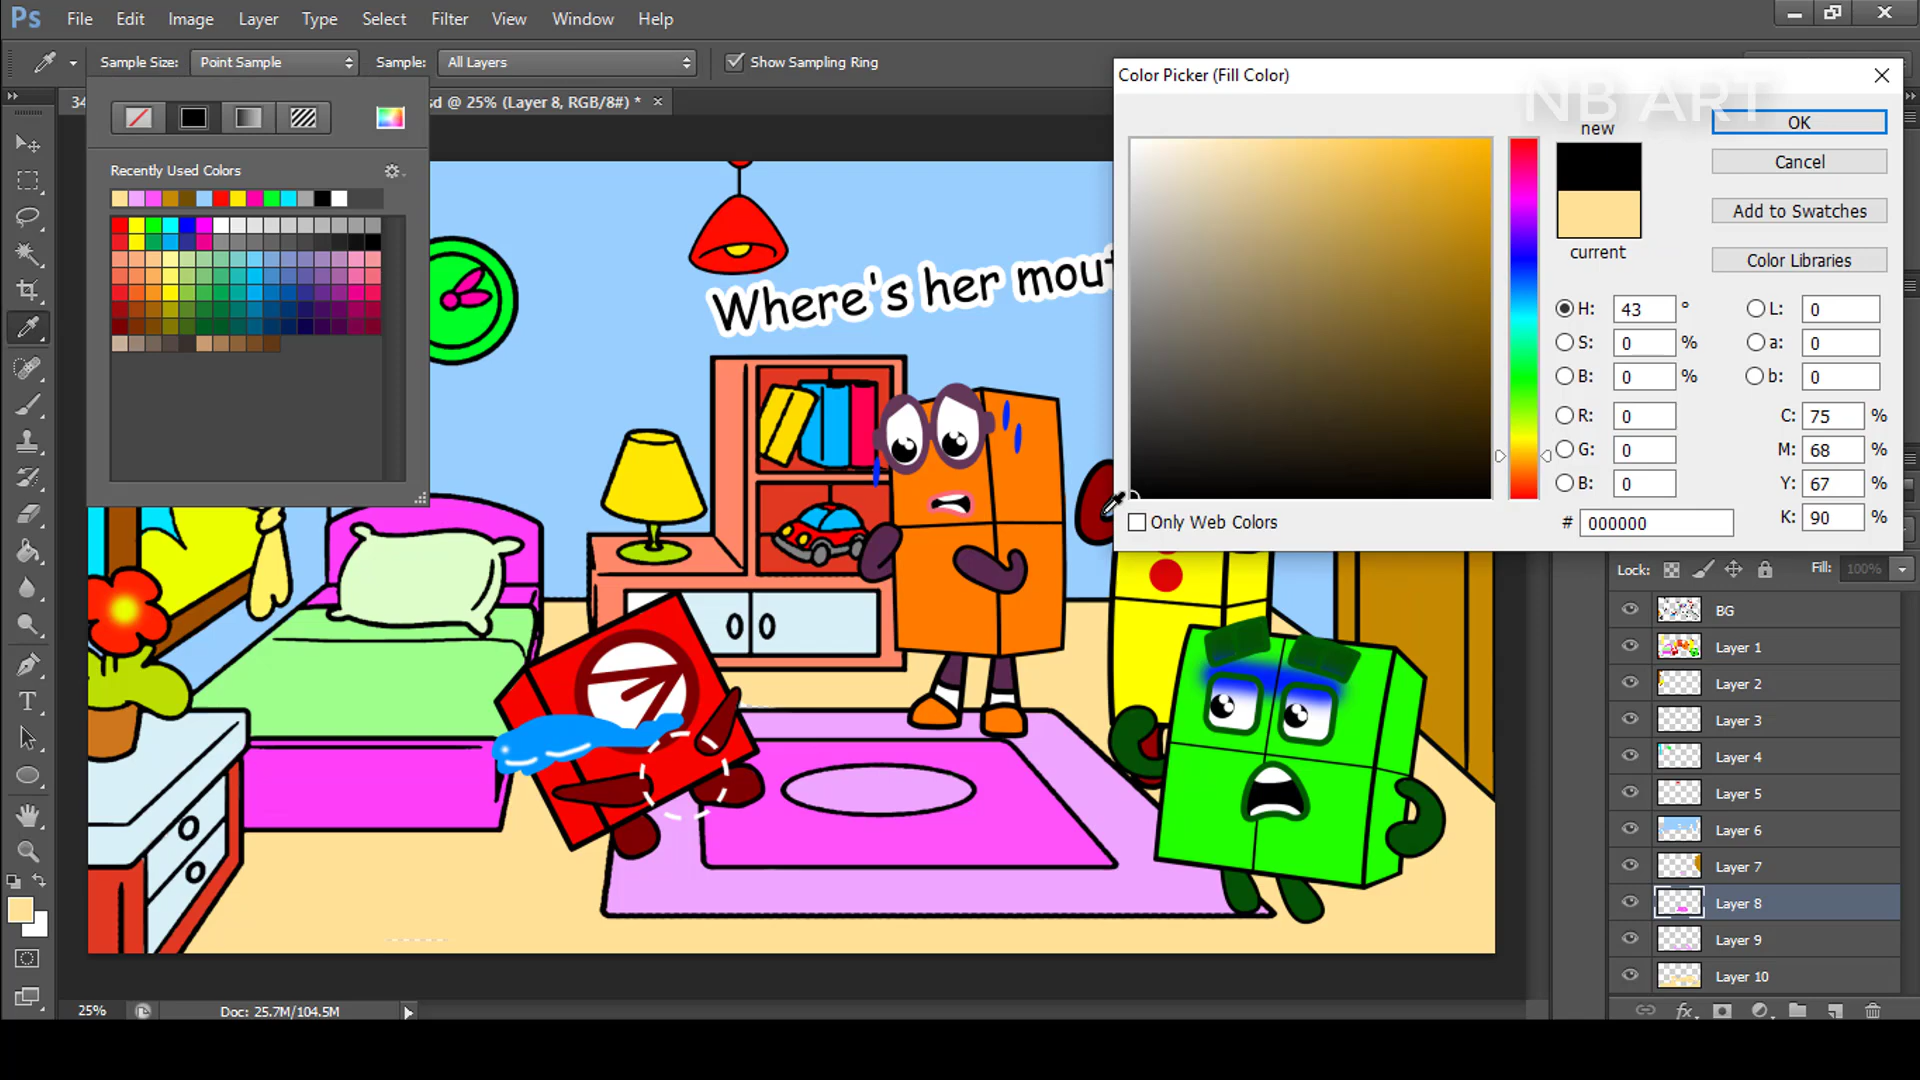 Ps File Edit Image Layer Type Select Filter View Window Help
Sample Size: Point Sample Sample: All Layers Show Sampling Ring
34
sd @ 25% (Layer 8, RGB/8#) *
Recently Used Colors
Where's her mout
Color Picker (Fill Color)
NB ART
new
current
OK
Cancel
Add to Swatches
Color Libraries
H: 43 °
S: 0 %
B: 0 %
R: 0
G: 0
B: 0
L: 0
a: 0
b: 0
C: 75 %
M: 68 %
Y: 67 %
K: 90 %
# 000000
Only Web Colors
Lock: Fill: 100%
BG
Layer 1
Layer 2
Layer 3
Layer 4
Layer 5
Layer 6
Layer 7
Layer 8
Layer 9
Layer 10
fx
T
25% Doc: 25.7M/104.5M